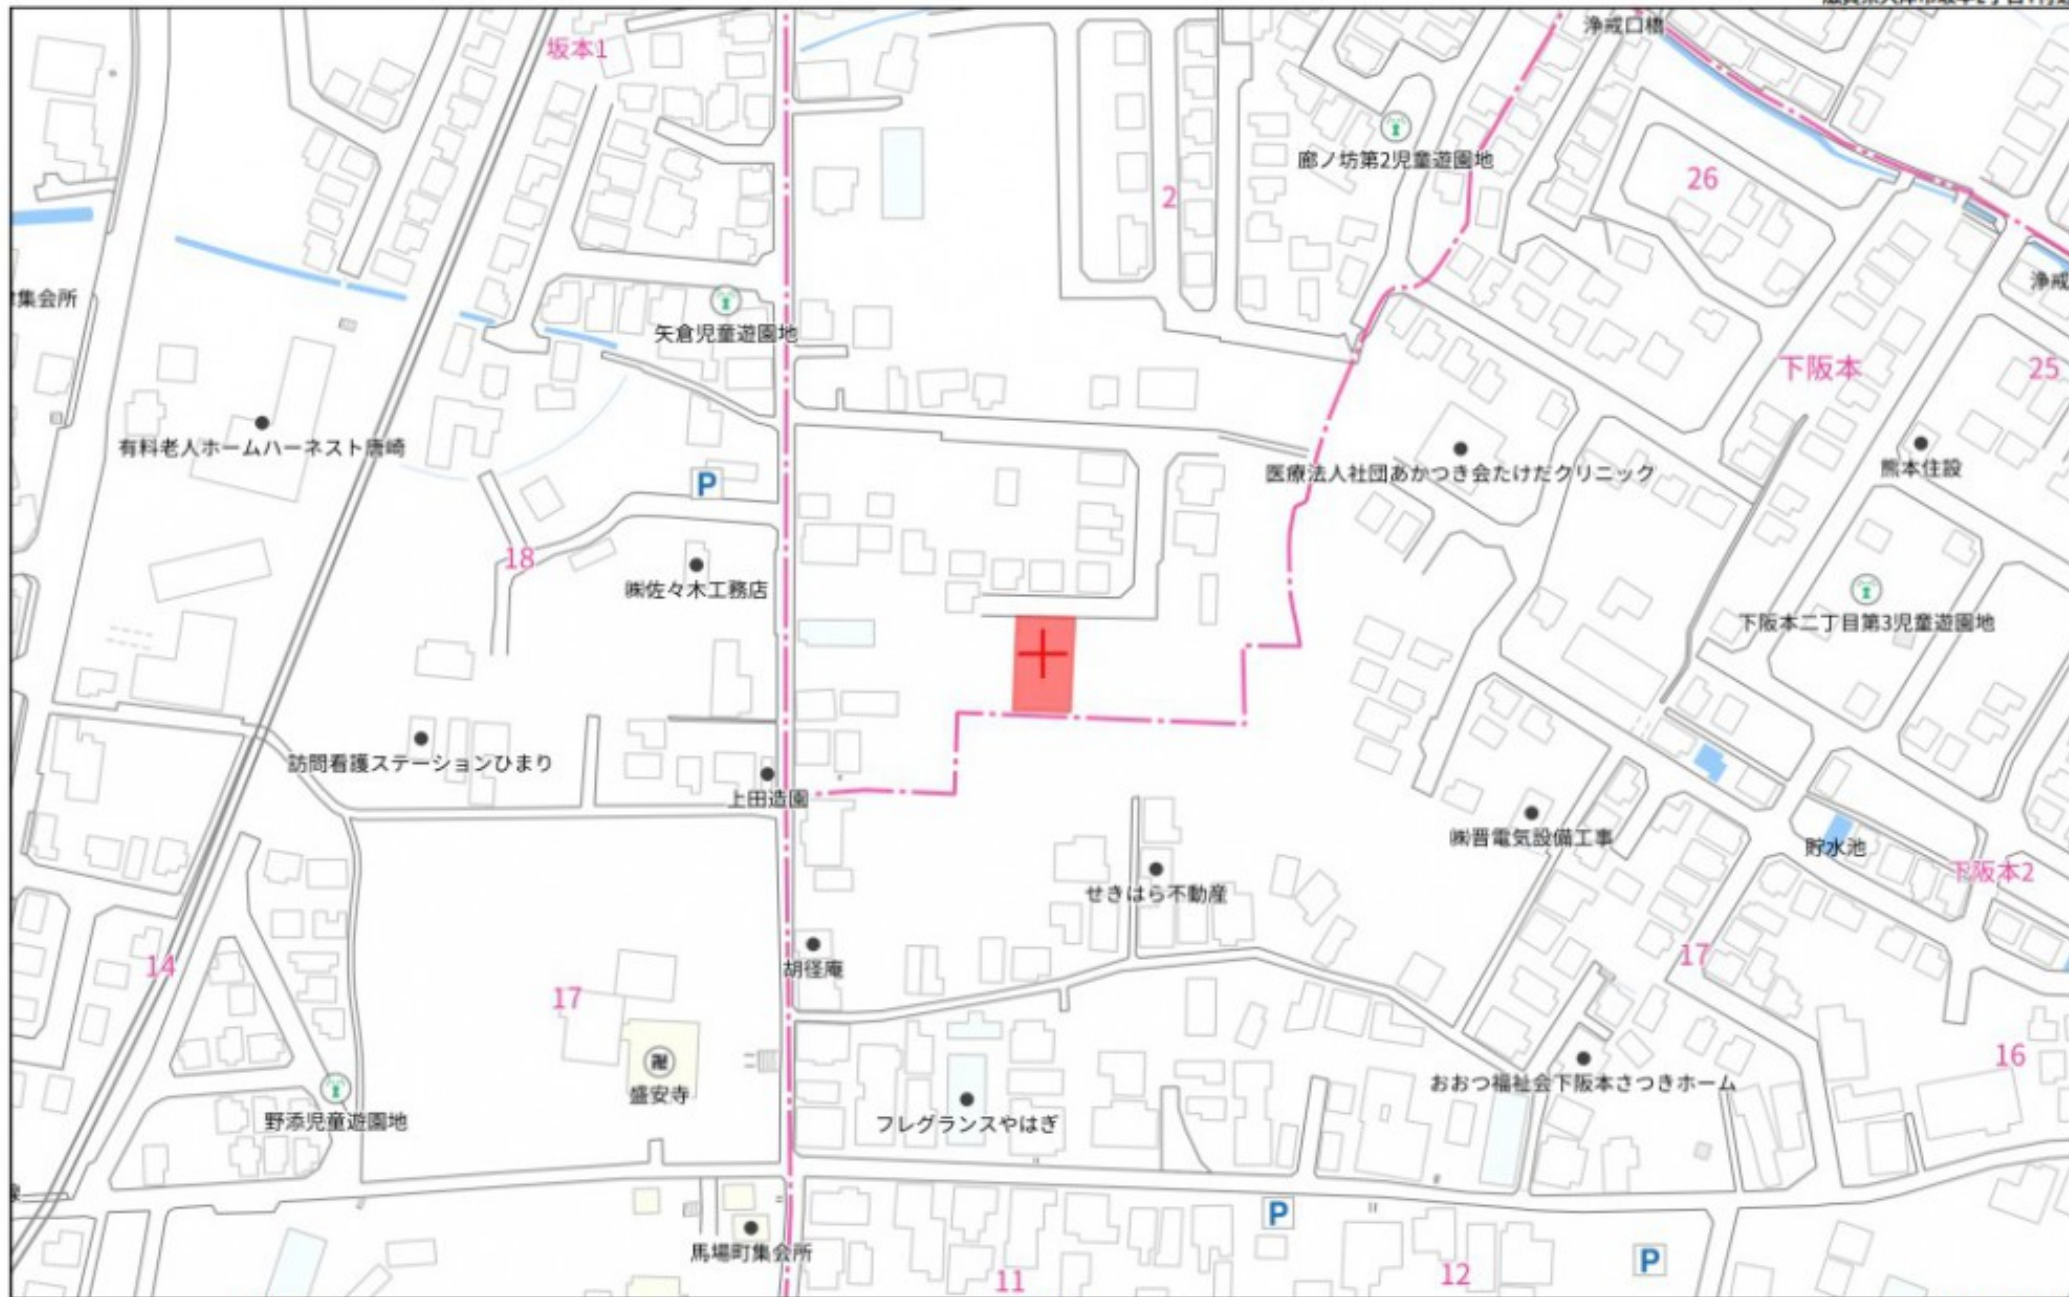 浄戒口橋
坂本1
廊ノ坊第2児童遊園地
26
2
集会所
浄戒
矢倉児童遊園地
下阪本
25
有料老人ホームハーネスト唐崎
医療法人社団あかつき会たけだクリニック
熊本住設
P
18
㈱佐々木工務店
下阪本二丁目第3児童遊園地
訪問看護ステーションひまり
上田造園
㈱晋電気設備工事
貯水池
下阪本2
せきはら不動産
14
胡径庵
17
17
16
卍
盛安寺
おおつ福祉会下阪本さつきホーム
野添児童遊園地
フレグランスやはぎ
P
馬場町集会所
P
11
12